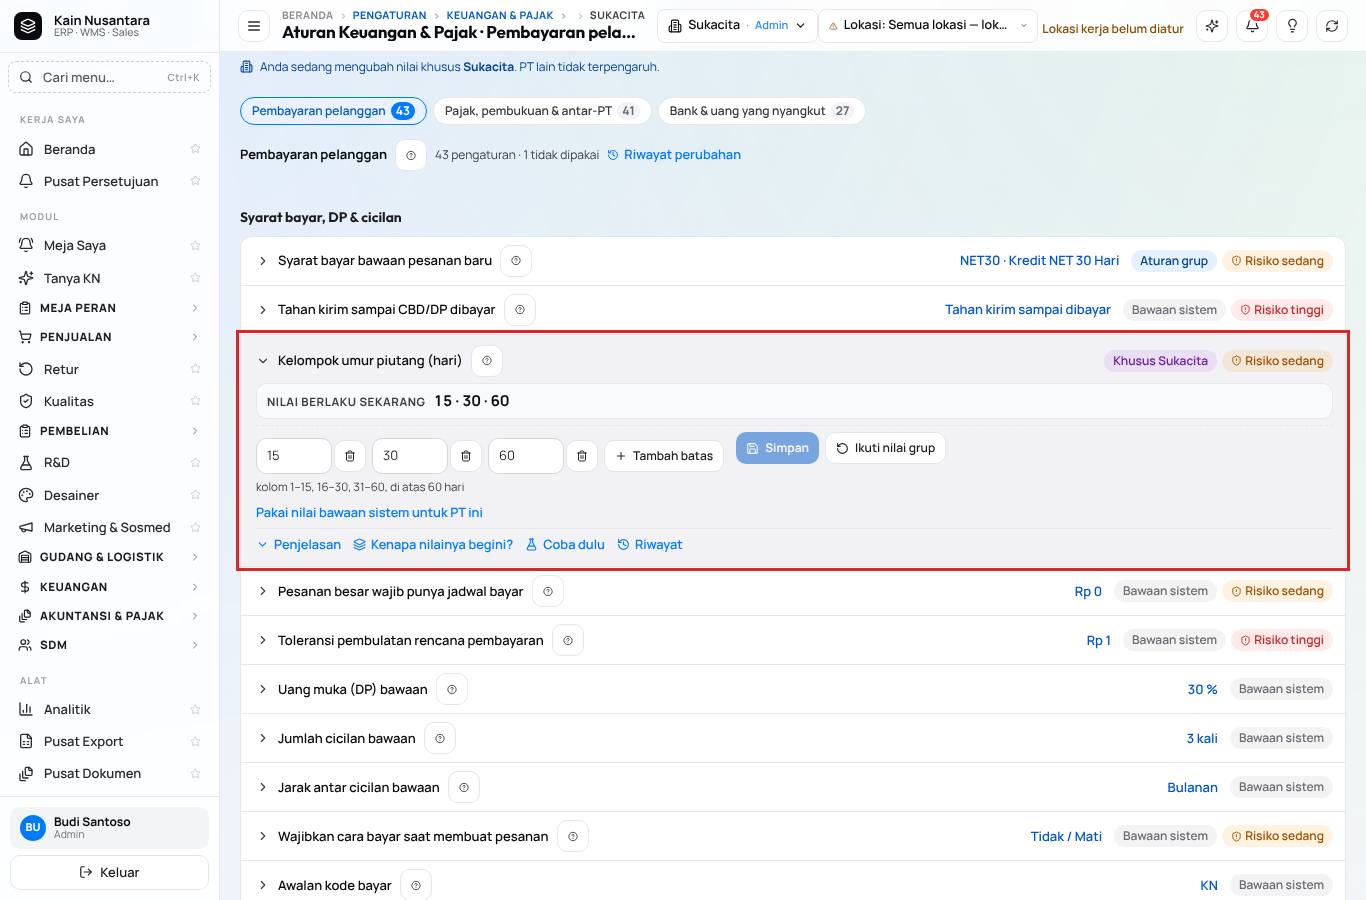 Kain Nusantara
ERP · WMS · Sales
Cari menu... Ctrl+K
KERJA SAYA
Beranda
Pusat Persetujuan
MODUL
Meja Saya
Tanya KN
MEJA PERAN
PENJUALAN
Retur
Kualitas
PEMBELIAN
R&D
Desainer
Marketing & Sosmed
GUDANG & LOGISTIK
KEUANGAN
AKUNTANSI & PAJAK
SDM
ALAT
Analitik
Pusat Export
Pusat Dokumen
BU
Budi Santoso
Admin
Keluar
BERANDA > PENGATURAN > KEUANGAN & PAJAK > > SUKACITA
Aturan Keuangan & Pajak · Pembayaran pela...
Sukacita · Admin
Lokasi: Semua lokasi — lok...
Lokasi kerja belum diatur
43
Anda sedang mengubah nilai khusus Sukacita. PT lain tidak terpengaruh.
Pembayaran pelanggan 43
Pajak, pembukuan & antar-PT 41
Bank & uang yang nyangkut 27
Pembayaran pelanggan 43 pengaturan · 1 tidak dipakai Riwayat perubahan
Syarat bayar, DP & cicilan
Syarat bayar bawaan pesanan baru NET30 · Kredit NET 30 Hari Aturan grup Risiko sedang
Tahan kirim sampai CBD/DP dibayar Tahan kirim sampai dibayar Bawaan sistem Risiko tinggi
Kelompok umur piutang (hari) Khusus Sukacita Risiko sedang
NILAI BERLAKU SEKARANG 15 · 30 · 60
15 30 60 + Tambah batas Simpan Ikuti nilai grup
kolom 1–15, 16–30, 31–60, di atas 60 hari
Pakai nilai bawaan sistem untuk PT ini
Penjelasan Kenapa nilainya begini? Coba dulu Riwayat
Pesanan besar wajib punya jadwal bayar Rp 0 Bawaan sistem Risiko sedang
Toleransi pembulatan rencana pembayaran Rp 1 Bawaan sistem Risiko tinggi
Uang muka (DP) bawaan 30 % Bawaan sistem
Jumlah cicilan bawaan 3 kali Bawaan sistem
Jarak antar cicilan bawaan Bulanan Bawaan sistem
Wajibkan cara bayar saat membuat pesanan Tidak / Mati Bawaan sistem Risiko sedang
Awalan kode bayar KN Bawaan sistem